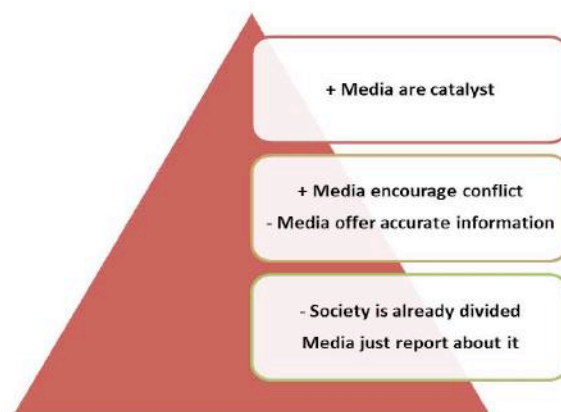 + Media are catalyst
+ Media encourage conflict
- Media offer accurate information
- Society is already divided
Media just report about it